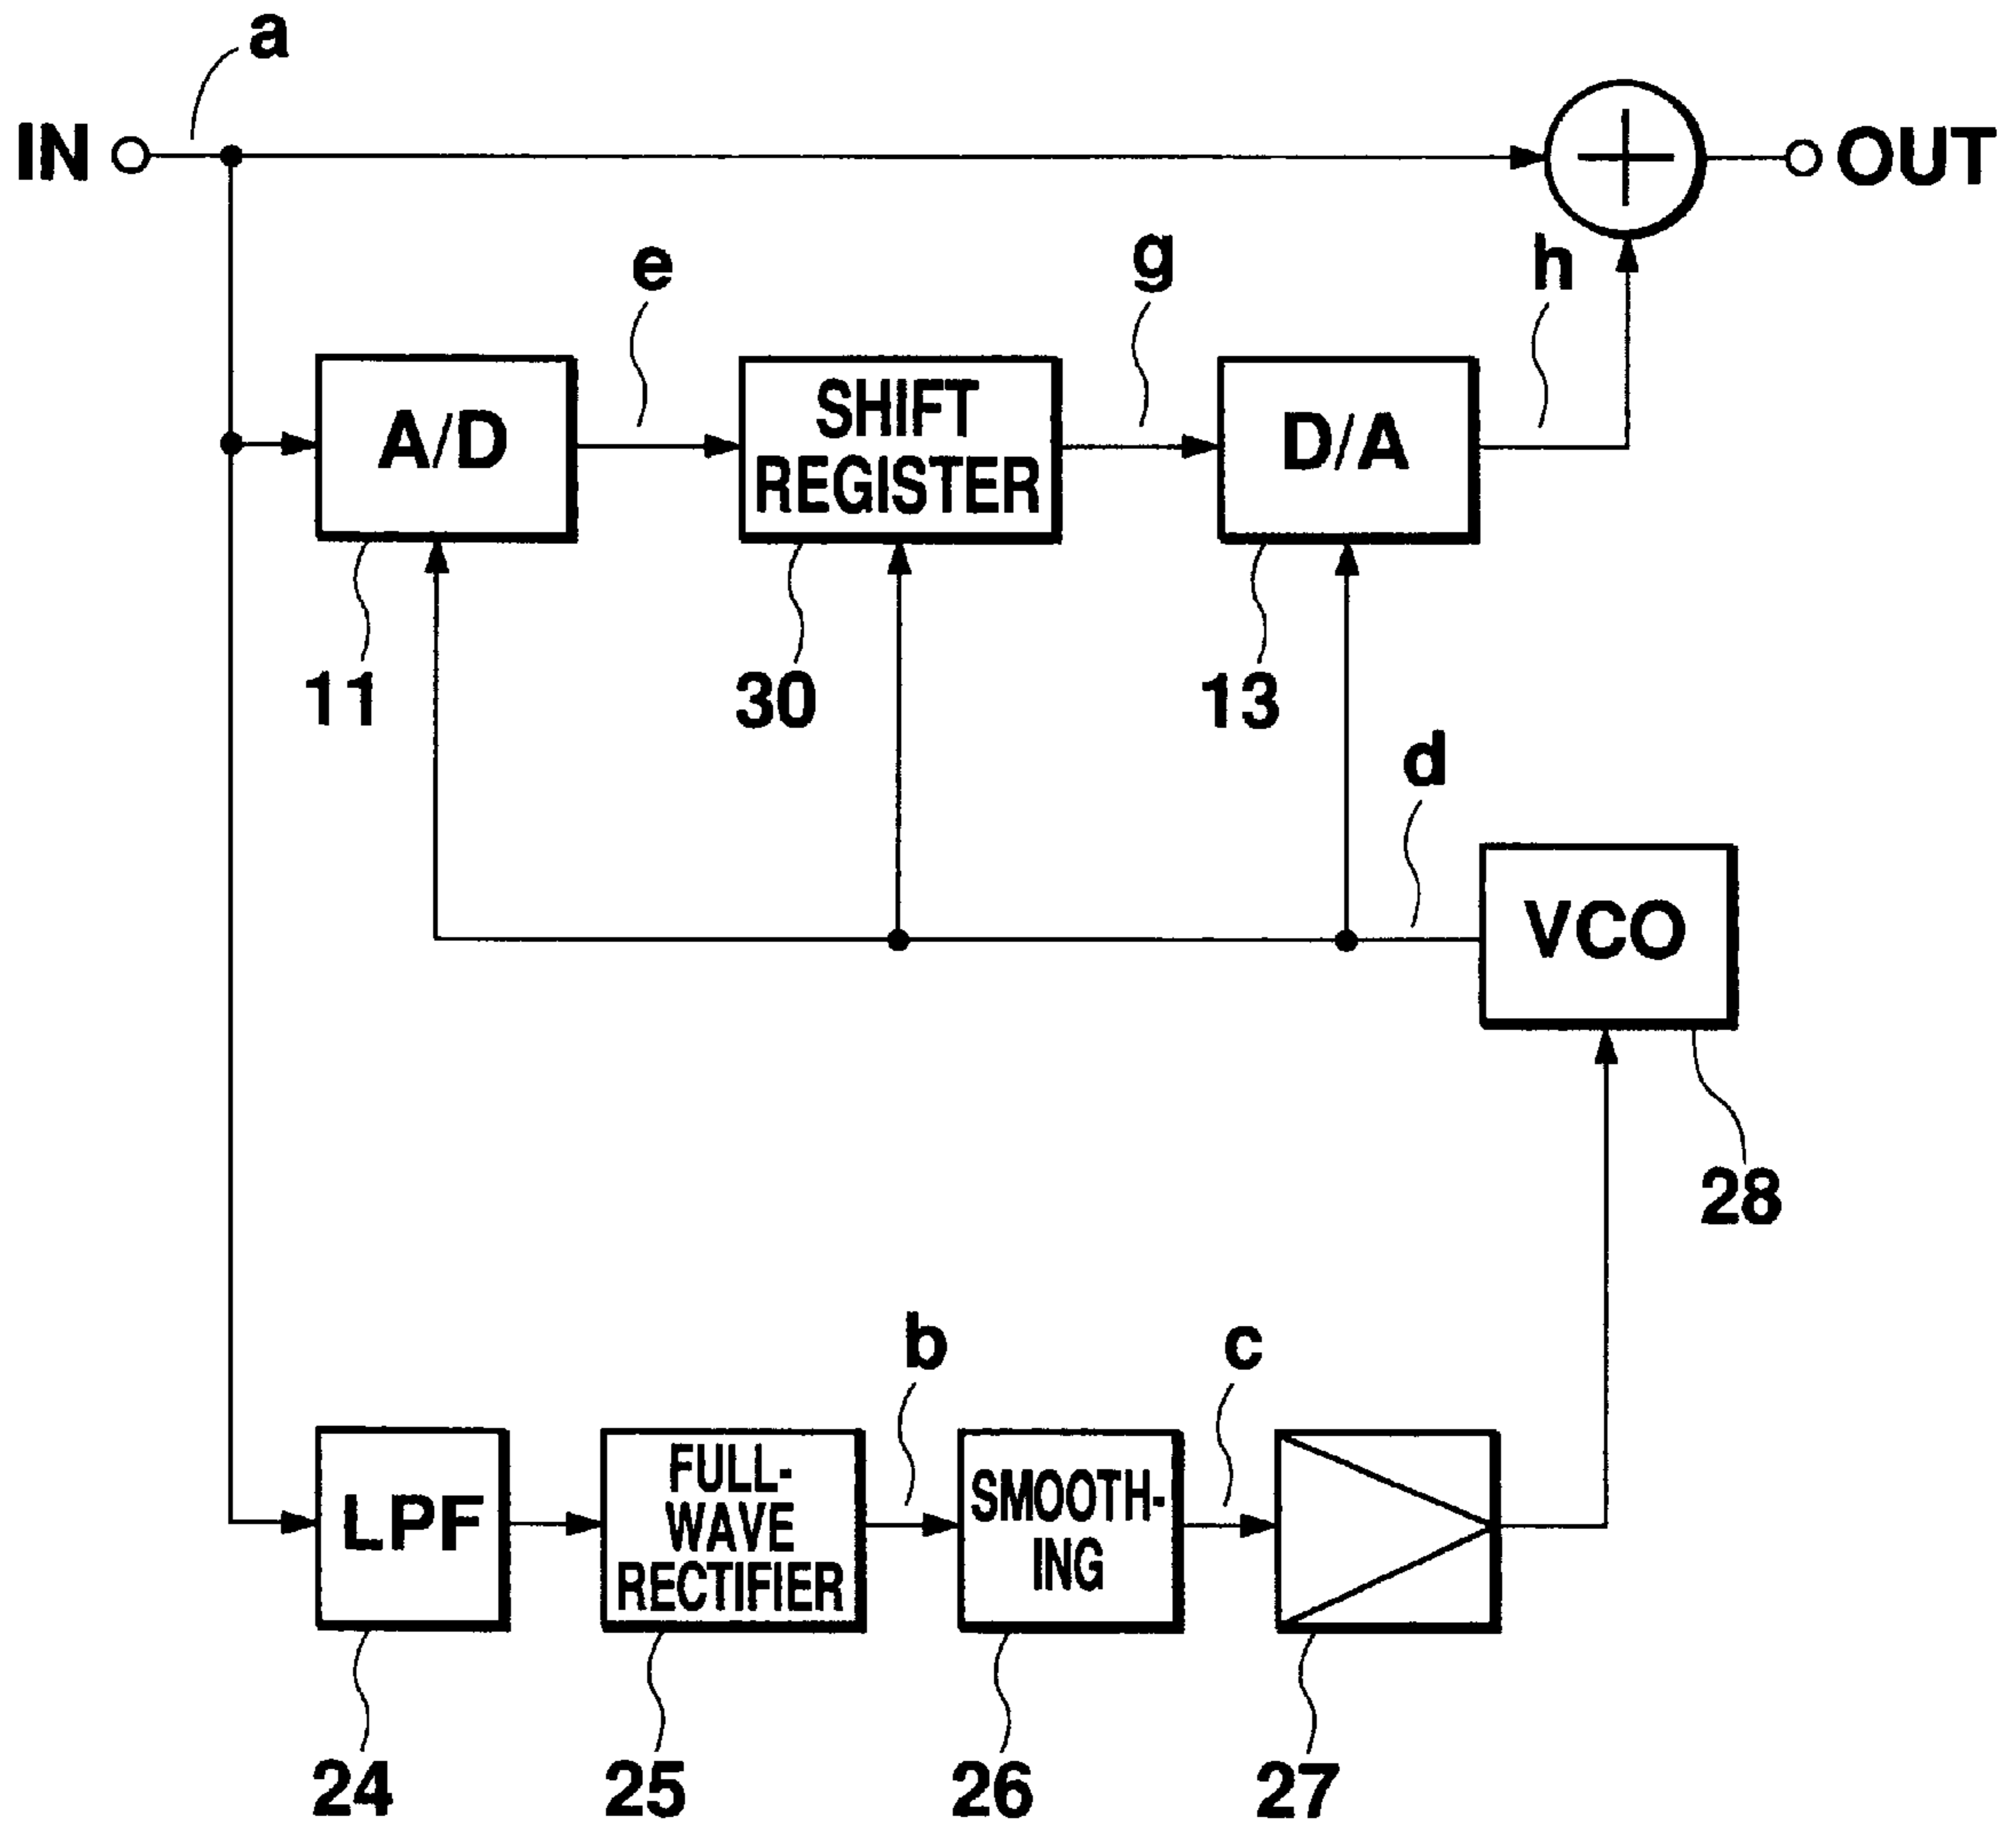 a
IN
OUT
e
g
h
A/D
SHIFT
REGISTER
D/A
11
30
13
d
VCO
28
b
c
LPF
FULL-
WAVE
RECTIFIER
SMOOTH-
ING
24
25
26
27